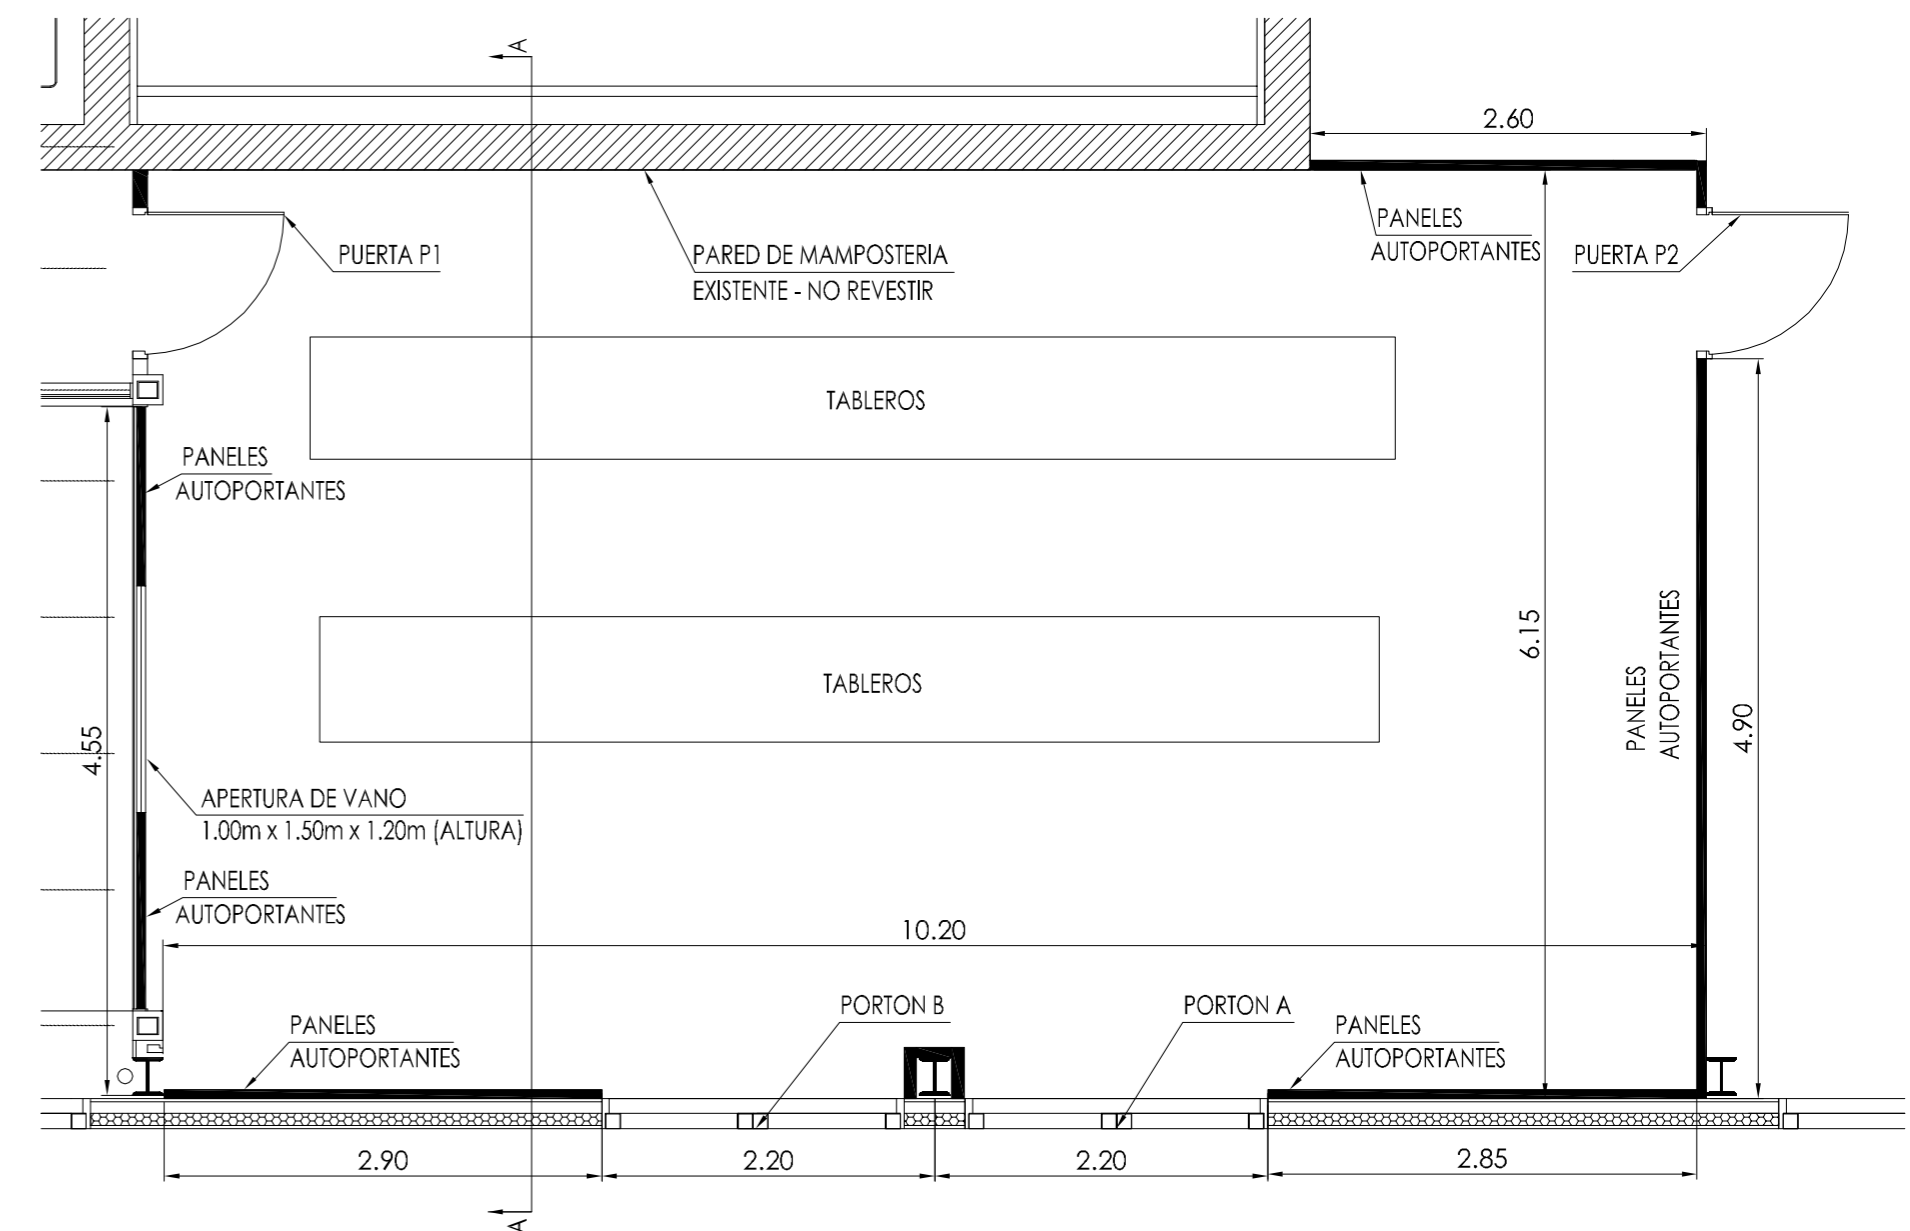 A
2.60
PANELES
AUTOPORTANTES
PUERTA P1
PARED DE MAMPOSTERIA
EXISTENTE - NO REVESTIR
PUERTA P2
TABLEROS
PANELES
AUTOPORTANTES
TABLEROS
6.15
PANELES
AUTOPORTANTES
4.90
4.55
APERTURA DE VANO
1.00m x 1.50m x 1.20m (ALTURA)
PANELES
AUTOPORTANTES
10.20
PORTON B
PORTON A
PANELES
AUTOPORTANTES
PANELES
AUTOPORTANTES
2.90
2.20
2.20
2.85
A